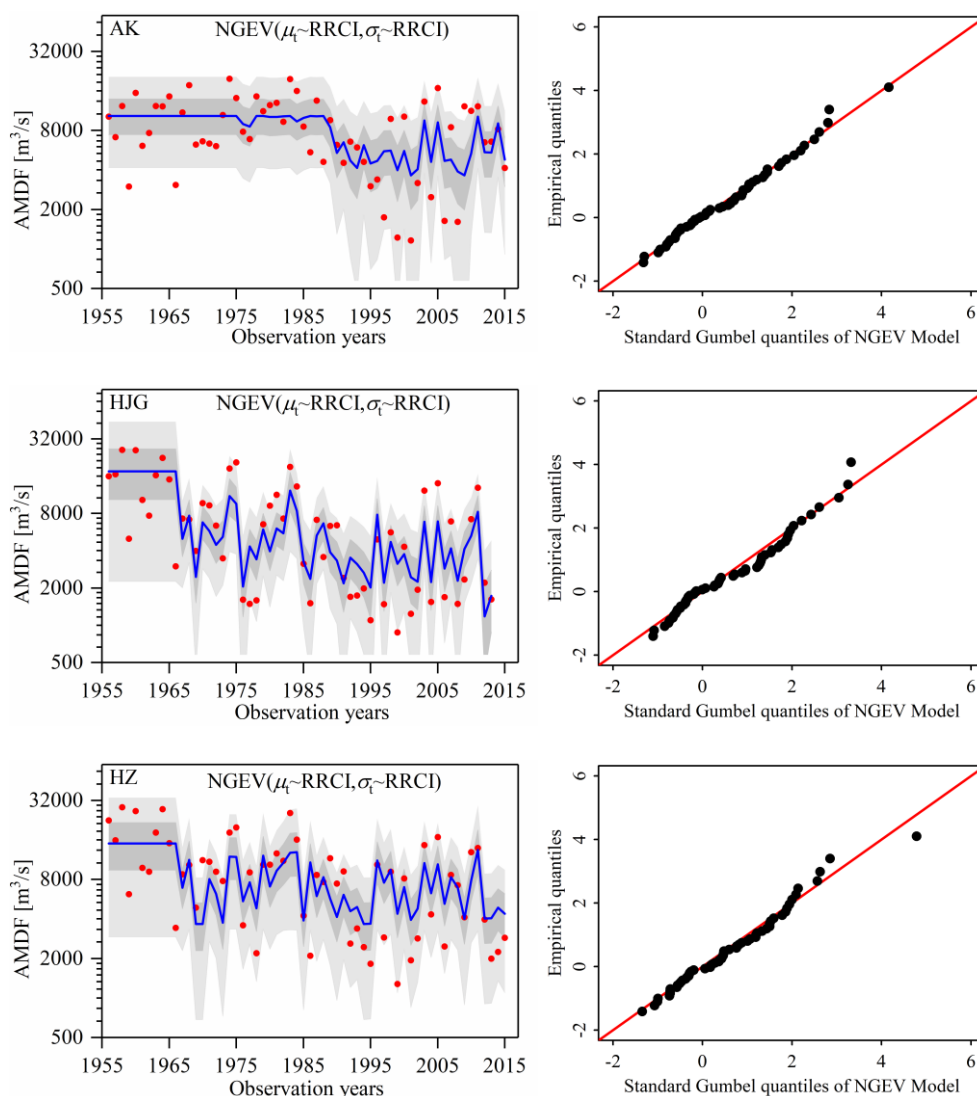 AK NGEV(μt~RRCI,σt~RRCI)
AMDF [m³/s]
32000
8000
2000
500
1955 1965 1975 1985 1995 2005 2015
Observation years
Empirical quantiles
6
4
2
0
-2
-2 0 2 4 6
Standard Gumbel quantiles of NGEV Model
HJG NGEV(μt~RRCI,σt~RRCI)
AMDF [m³/s]
32000
8000
2000
500
1955 1965 1975 1985 1995 2005 2015
Observation years
Empirical quantiles
6
4
2
0
-2
-2 0 2 4 6
Standard Gumbel quantiles of NGEV Model
HZ NGEV(μt~RRCI,σt~RRCI)
AMDF [m³/s]
32000
8000
2000
500
1955 1965 1975 1985 1995 2005 2015
Observation years
Empirical quantiles
6
4
2
0
-2
-2 0 2 4 6
Standard Gumbel quantiles of NGEV Model